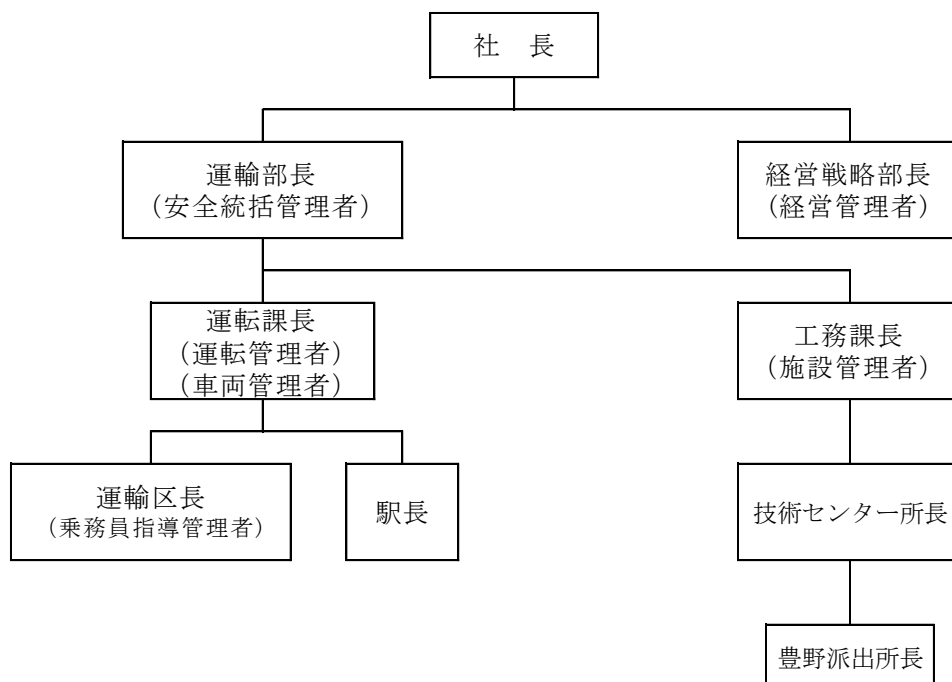 社　長
運輸部長
（安全統括管理者）
経営戦略部長
（経営管理者）
運転課長
（運転管理者）
（車両管理者）
工務課長
（施設管理者）
運輸区長
（乗務員指導管理者）
駅長
技術センター所長
豊野派出所長